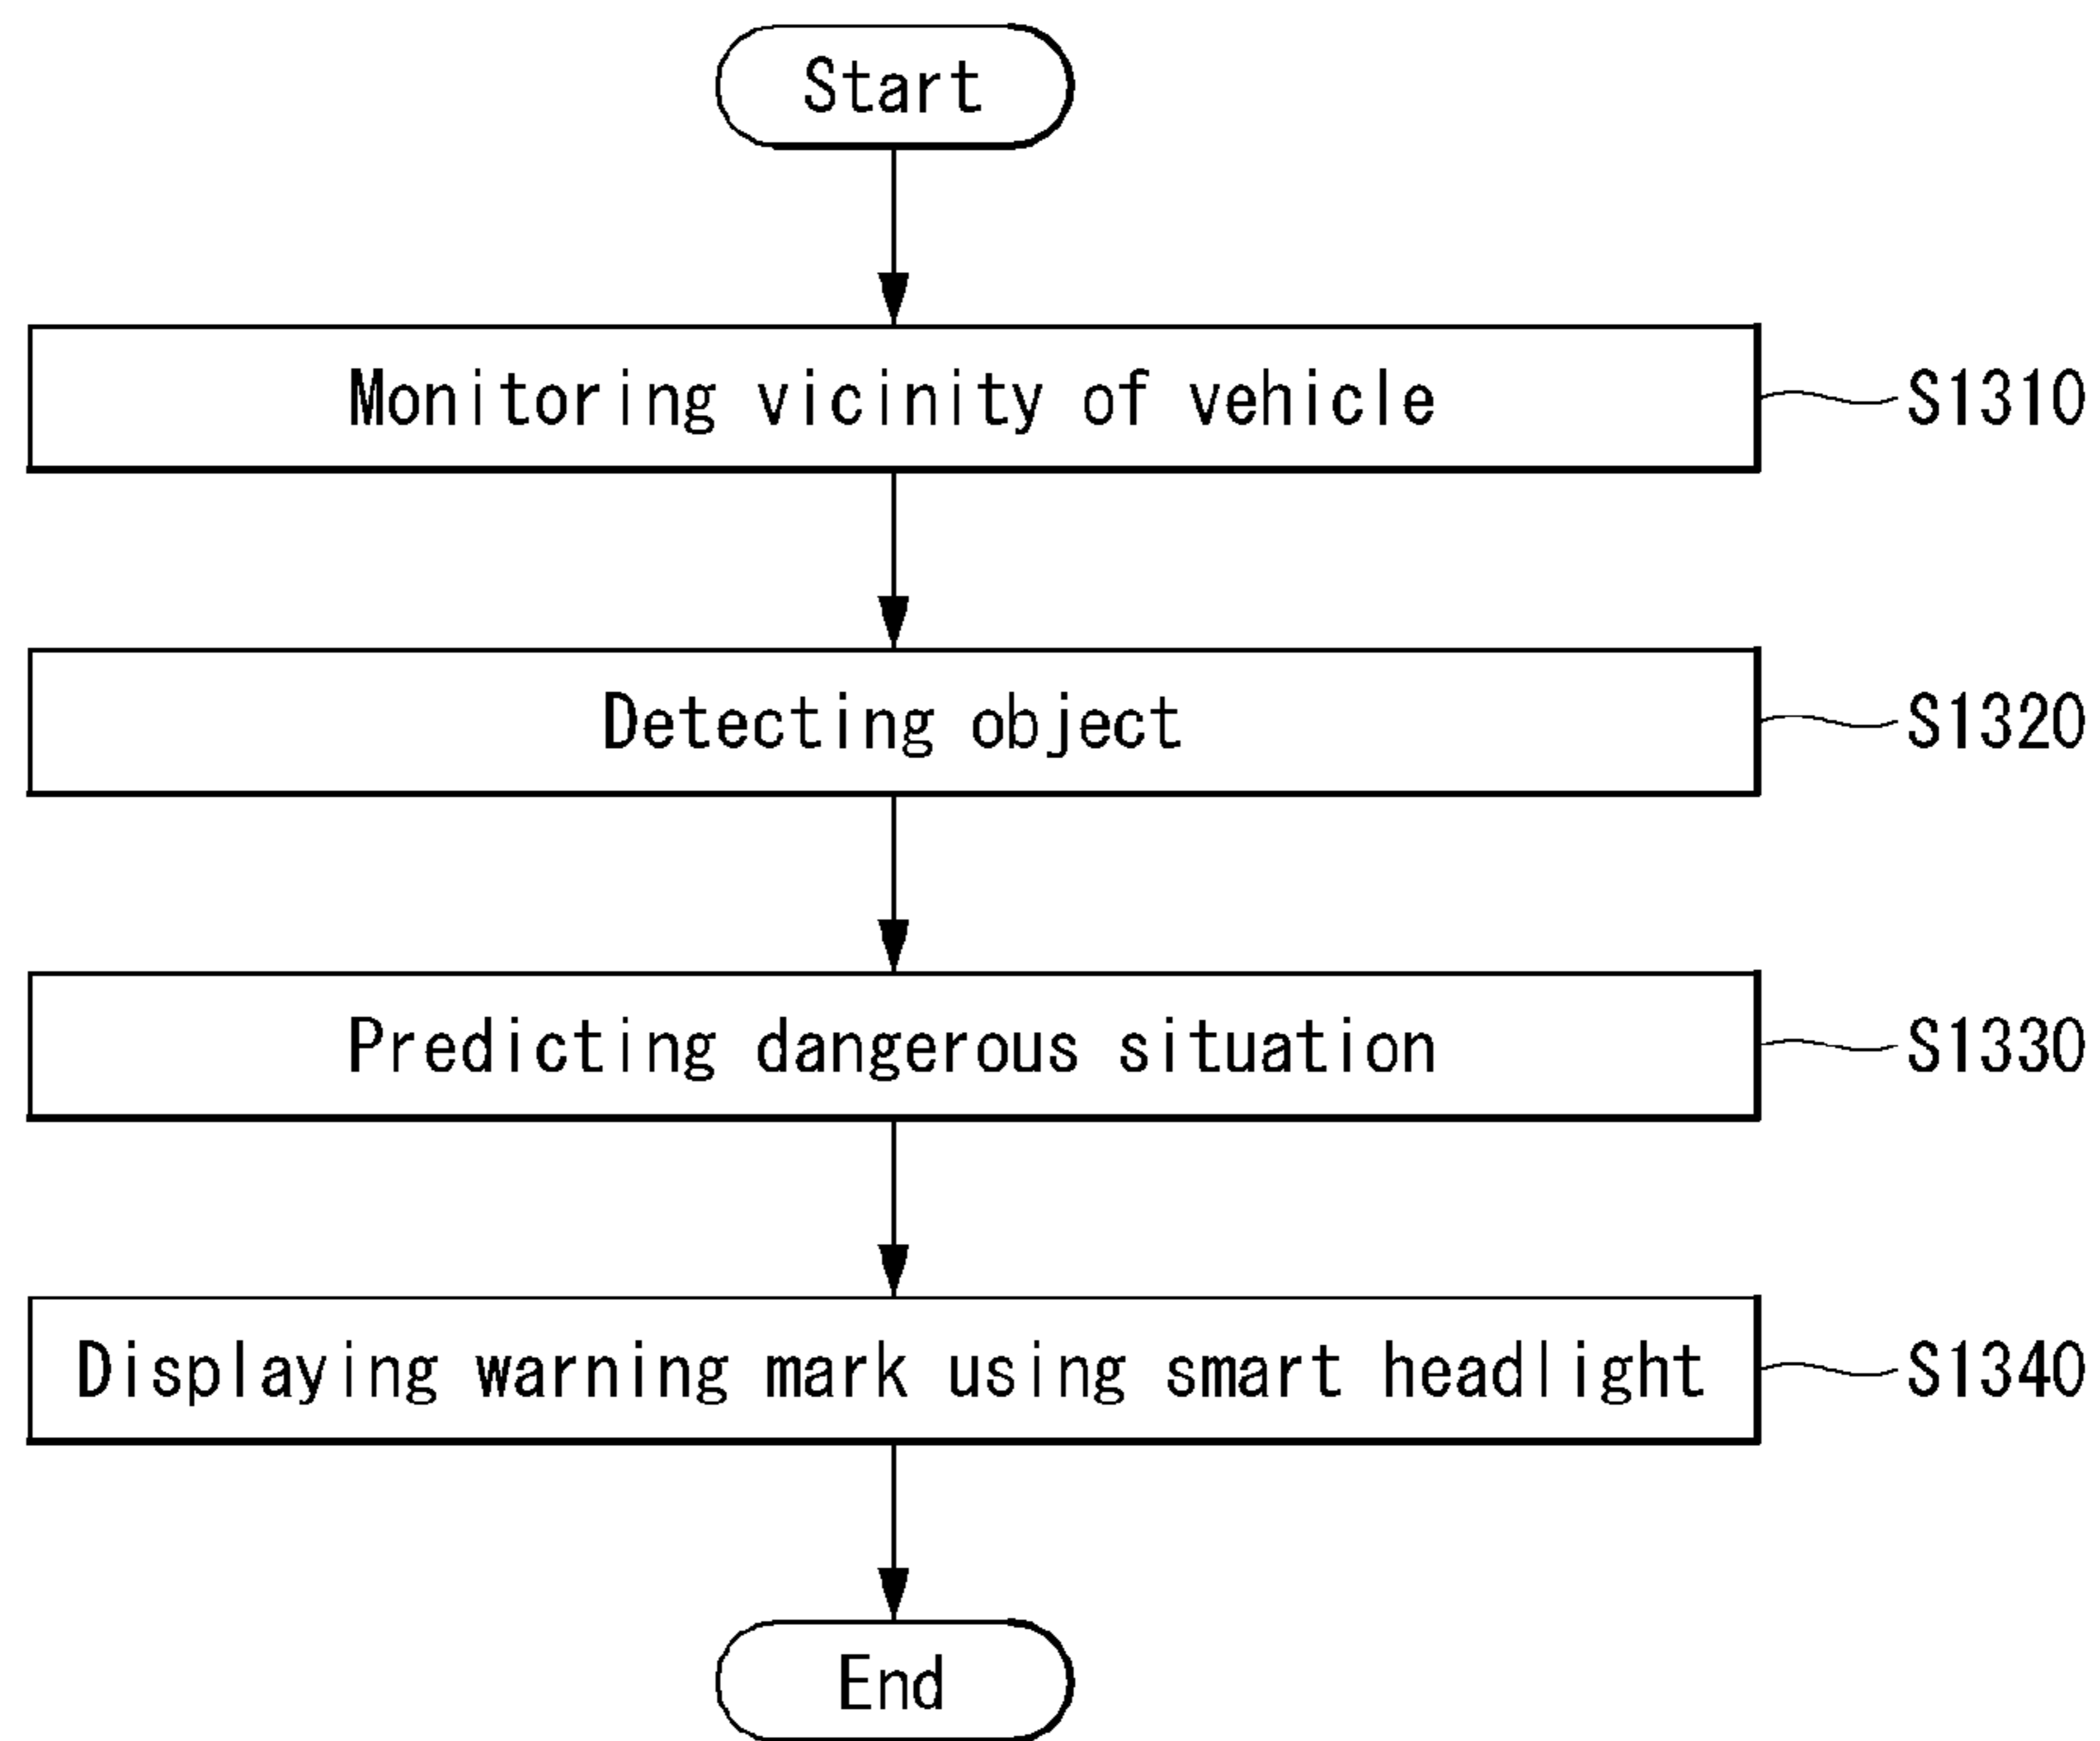 Start
Monitoring vicinity of vehicle
S1310
Detecting object
S1320
Predicting dangerous situation
S1330
Displaying warning mark using smart headlight
S1340
End